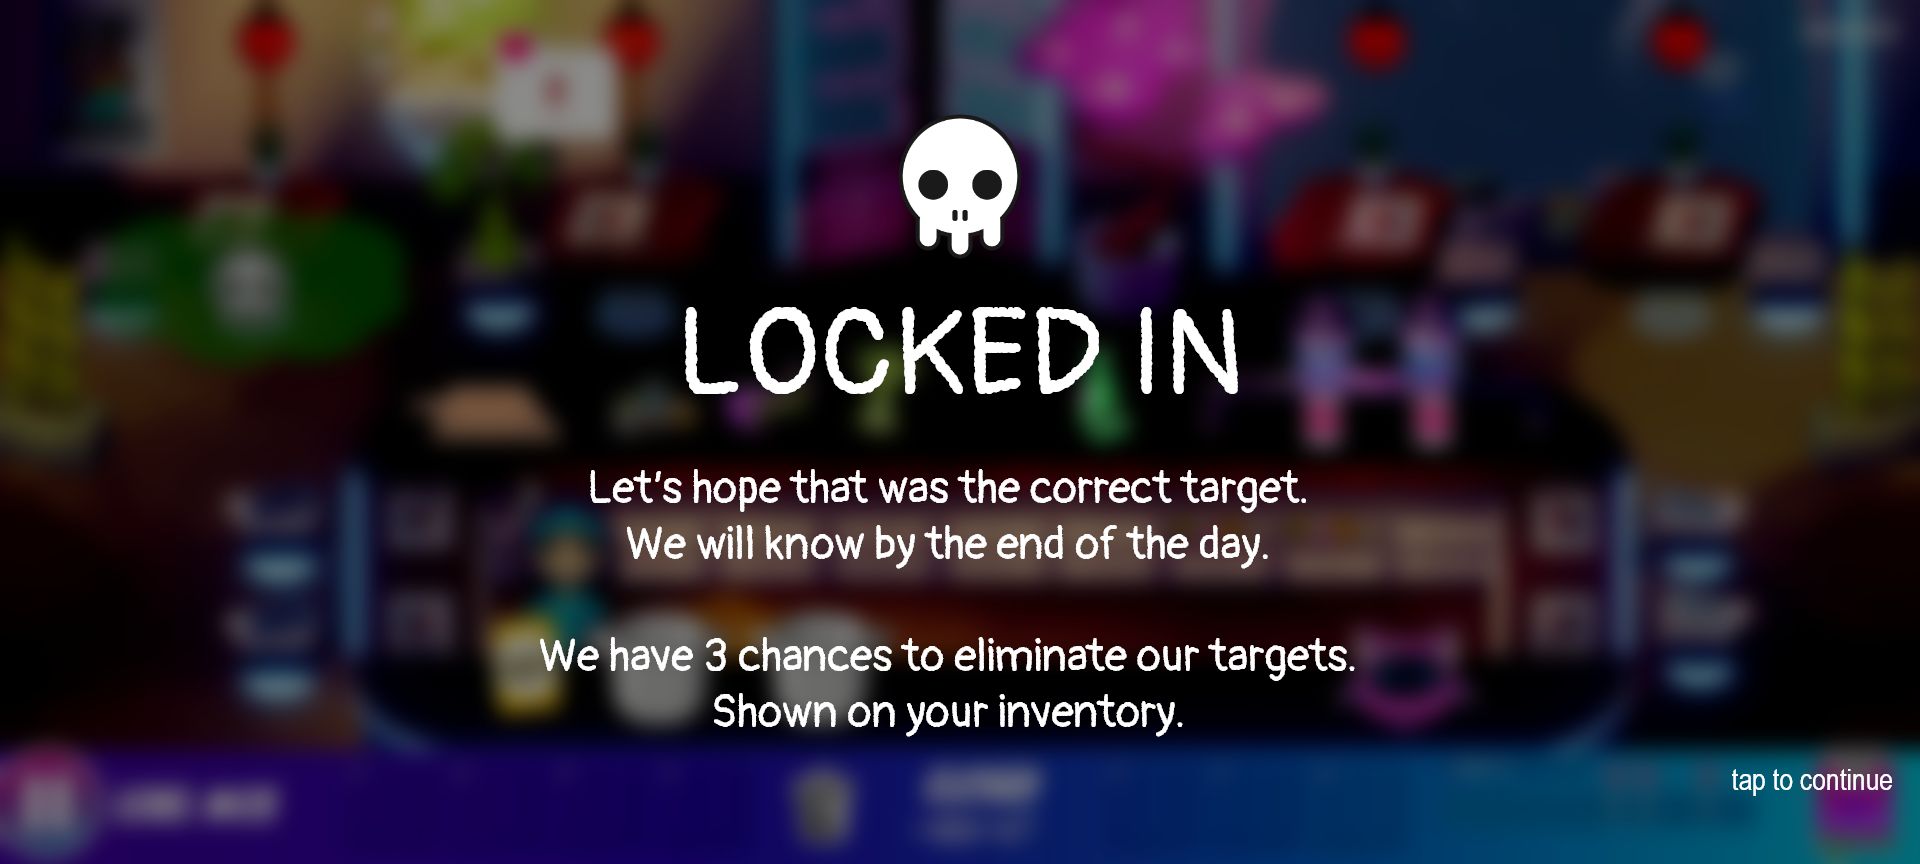 LOCKED IN
Let's hope that was the correct target.
We will know by the end of the day.
We have 3 chances to eliminate our targets.
Shown on your inventory.
tap to continue